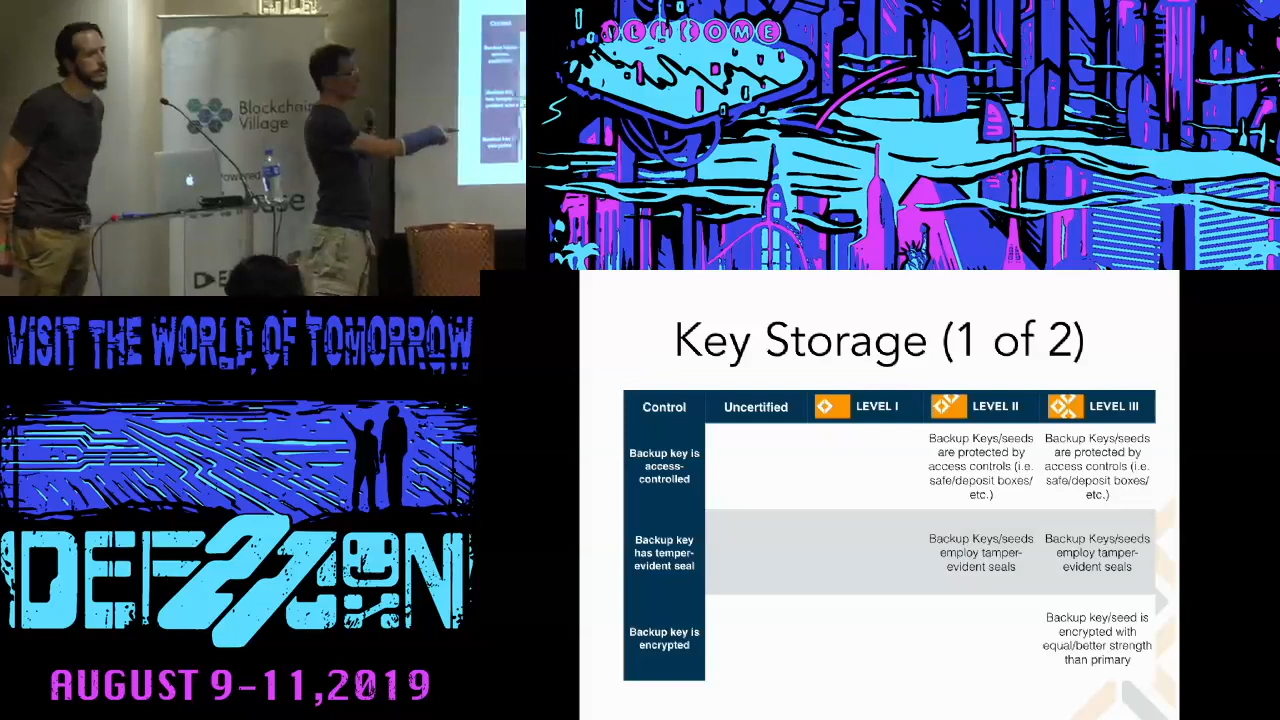 Blockchain
Village
WELCOME
VISIT THE WORLD OF TOMORROW
DEFCON
AUGUST 9-11,2019
Key Storage (1 of 2)
Control Uncertified LEVEL I LEVEL II LEVEL III
Backup key is
access-
controlled
Backup Keys/seeds
are protected by
access controls (i.e.
safe/deposit boxes/
etc.)
Backup Keys/seeds
are protected by
access controls (i.e.
safe/deposit boxes/
etc.)
Backup key
has temper-
evident seal
Backup Keys/seeds
employ tamper-
evident seals
Backup Keys/seeds
employ tamper-
evident seals
Backup key is
encrypted
Backup key/seed is
encrypted with
equal/better strength
than primary